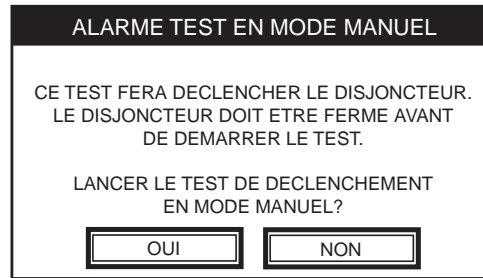 ALARME TEST EN MODE MANUEL
CE TEST FERA DECLENCHER LE DISJONCTEUR.
LE DISJONCTEUR DOIT ETRE FERME AVANT
DE DEMARRER LE TEST.
LANCER LE TEST DE DECLENCHEMENT
EN MODE MANUEL?
OUI NON